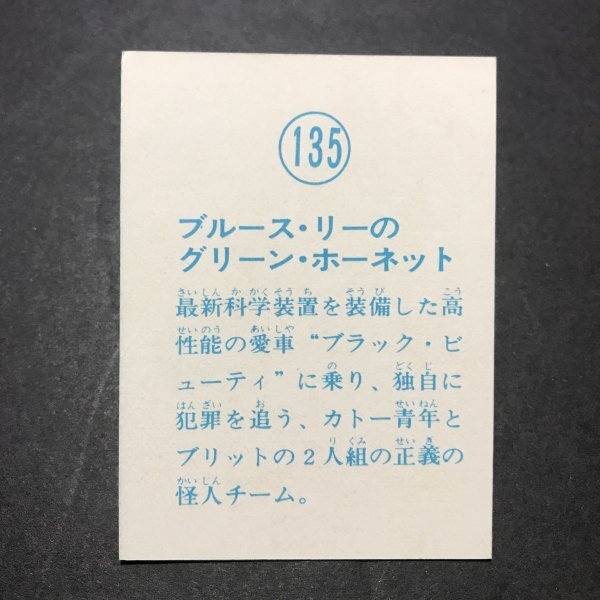 135
ブルース・リーの
グリーン・ホーネット
最新科学装置を装備した高
性能の愛車“ブラック・ビ
ューティ”に乗り、独自に
犯罪を追う、カトー青年と
ブリットの２人組の正義の
怪人チーム。